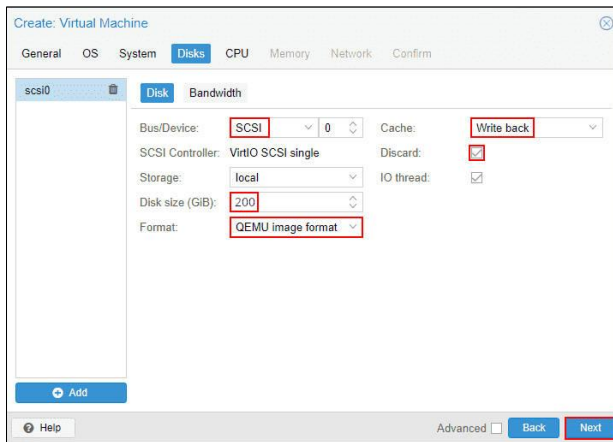 Create: Virtual Machine
General OS System Disks CPU Memory Network Confirm
scsi0
Disk Bandwidth
Bus/Device: SCSI 0 Cache: Write back
SCSI Controller: VirtIO SCSI single Discard:
Storage: local IO thread:
Disk size (GiB): 200
Format: QEMU image format
Add
Help Advanced Back Next